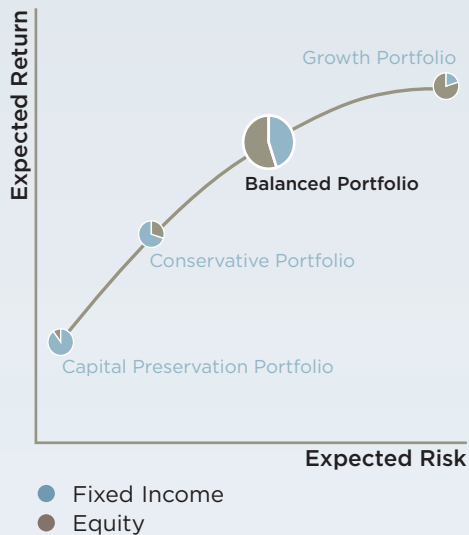 Expected Return
Growth Portfolio
Balanced Portfolio
Conservative Portfolio
Capital Preservation Portfolio
Expected Risk
Fixed Income
Equity